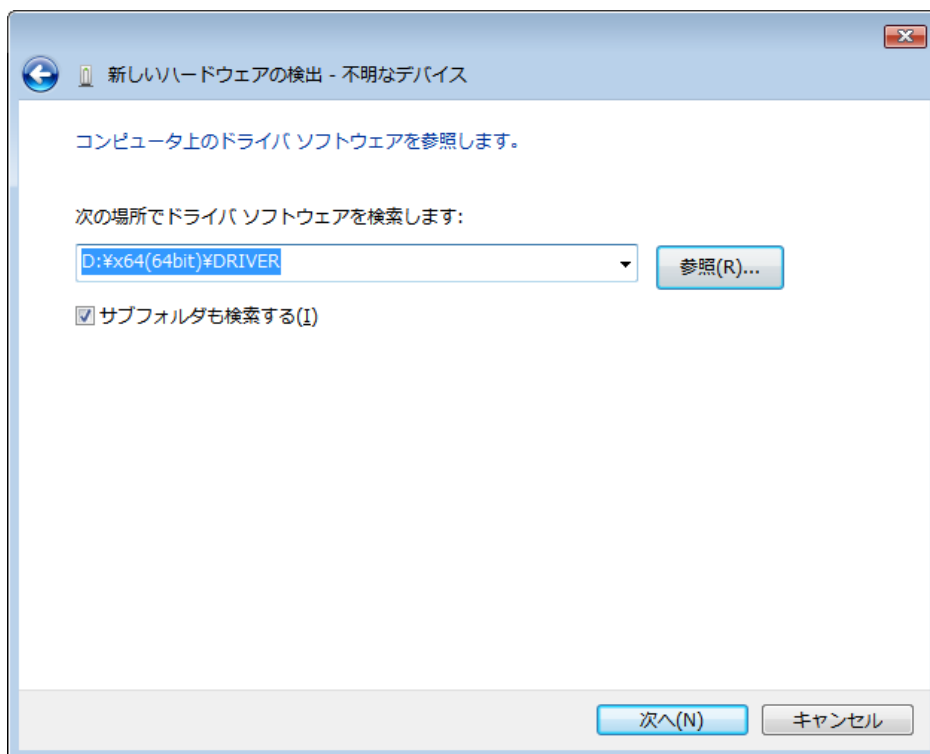 新しいハードウェアの検出 - 不明なデバイス
コンピュータ上のドライバ ソフトウェアを参照します。
次の場所でドライバ ソフトウェアを検索します:
D:¥x64(64bit)¥DRIVER
参照(R)...
サブフォルダも検索する(I)
次へ(N)
キャンセル